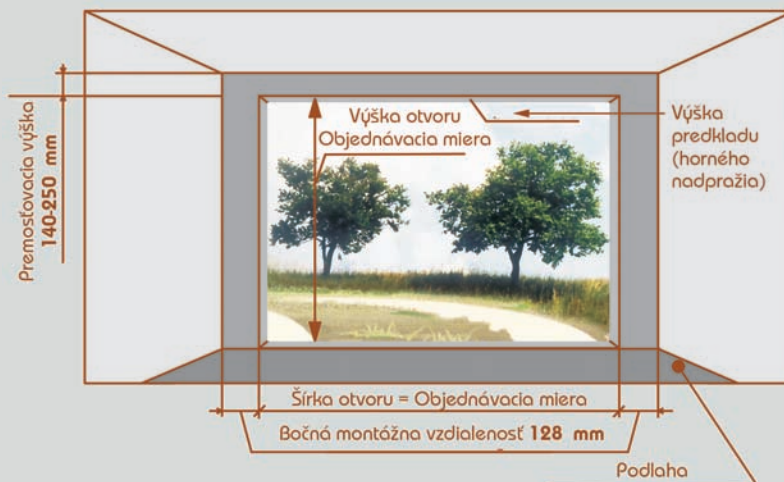 Premosťovacia výška
140-250 mm
Výška otvoru
Objednávacia miera
Výška
predkladu
(horného
nadpražia)
Šírka otvoru = Objednávacia miera
Bočná montážna vzdialenosť 128 mm
Podlaha